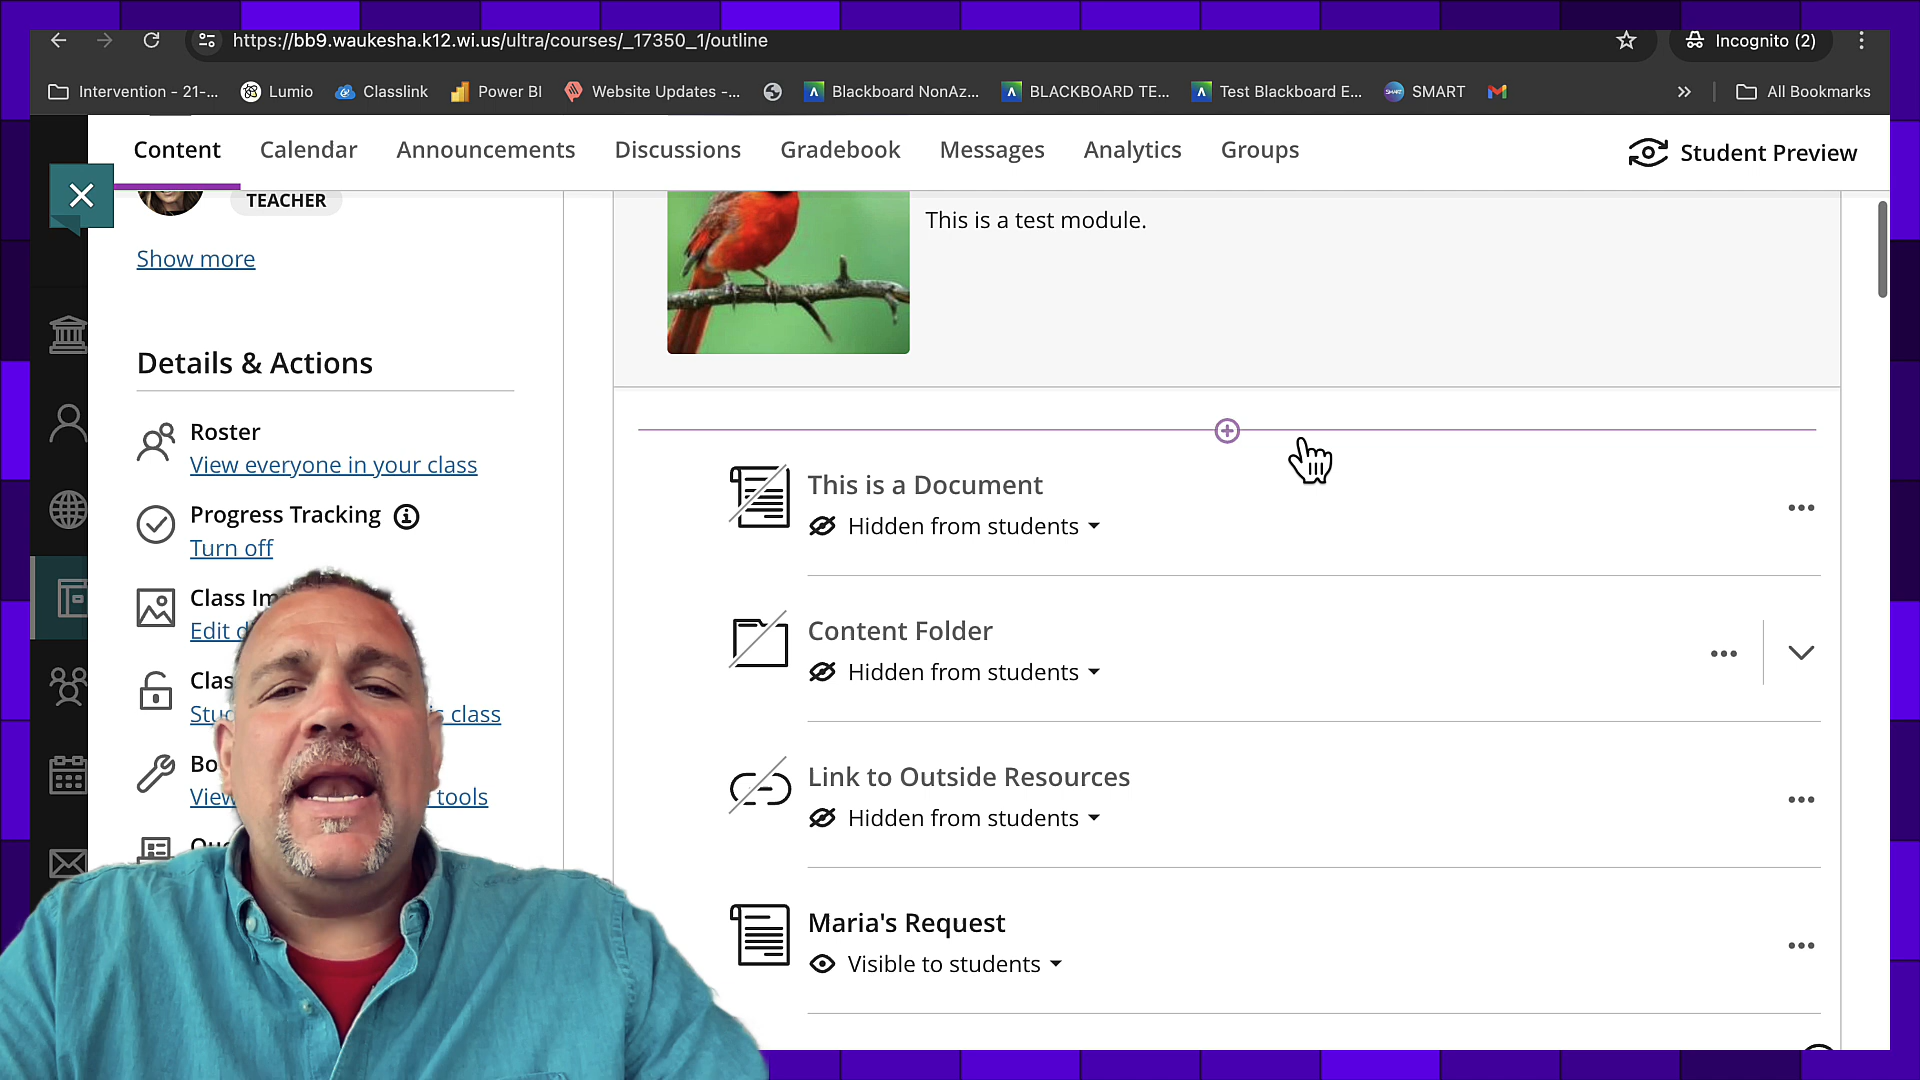 https://bb9.waukesha.k12.wi.us/ultra/courses/_17350_1/outline
Incognito (2)
Intervention - 21-...
Lumio
Classlink
Power BI
Website Updates -...
Blackboard NonAz...
BLACKBOARD TE...
Test Blackboard E...
SMART
All Bookmarks
Content
Calendar
Announcements
Discussions
Gradebook
Messages
Analytics
Groups
Student Preview
TEACHER
Show more
Details & Actions
Roster
View everyone in your class
Progress Tracking
Turn off
Class
Edit
class
View
tools
This is a test module.
This is a Document
Hidden from students
Content Folder
Hidden from students
Link to Outside Resources
Hidden from students
Maria's Request
Visible to students